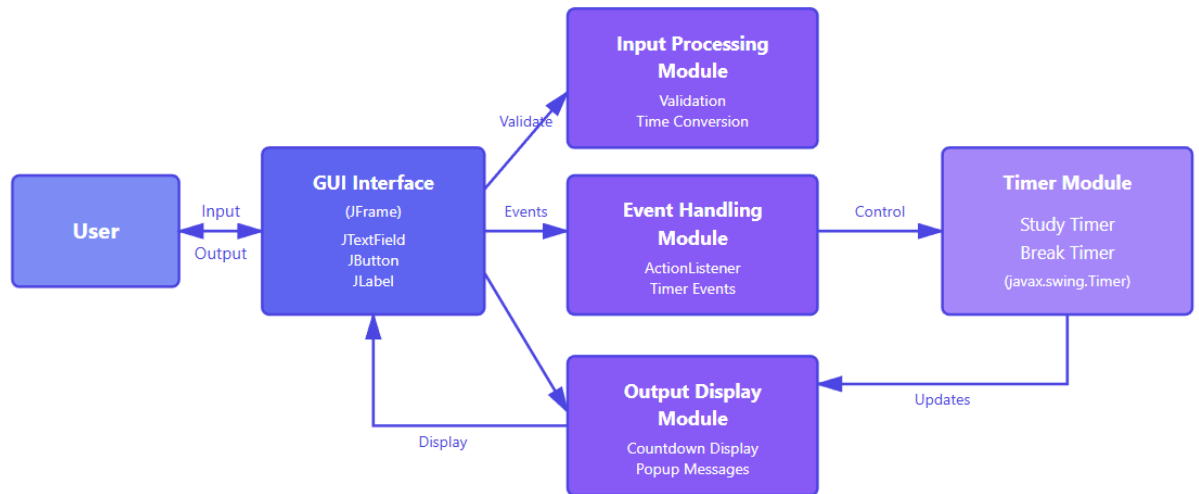 User
Input
Output
GUI Interface
(JFrame)
JTextField
JButton
JLabel
Validate
Events
Input Processing
Module
Validation
Time Conversion
Event Handling
Module
ActionListener
Timer Events
Control
Timer Module
Study Timer
Break Timer
(javax.swing.Timer)
Output Display
Module
Countdown Display
Popup Messages
Updates
Display